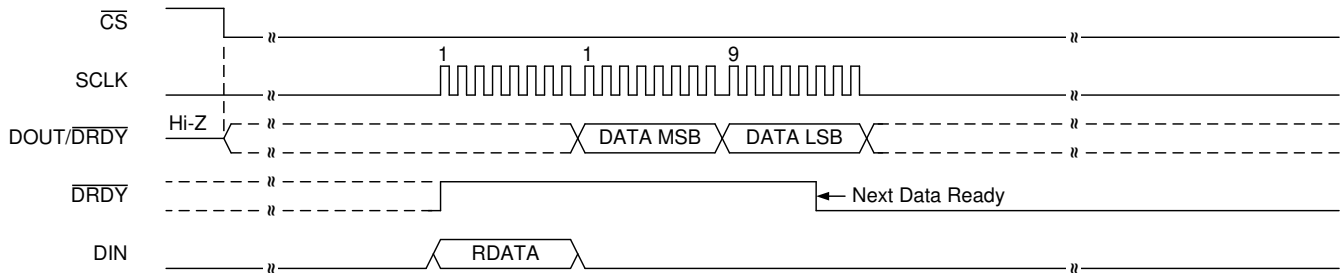 CS
1 1 9
SCLK
Hi-Z
DOUT/DRDY DATA MSB DATA LSB
DRDY Next Data Ready
DIN RDATA